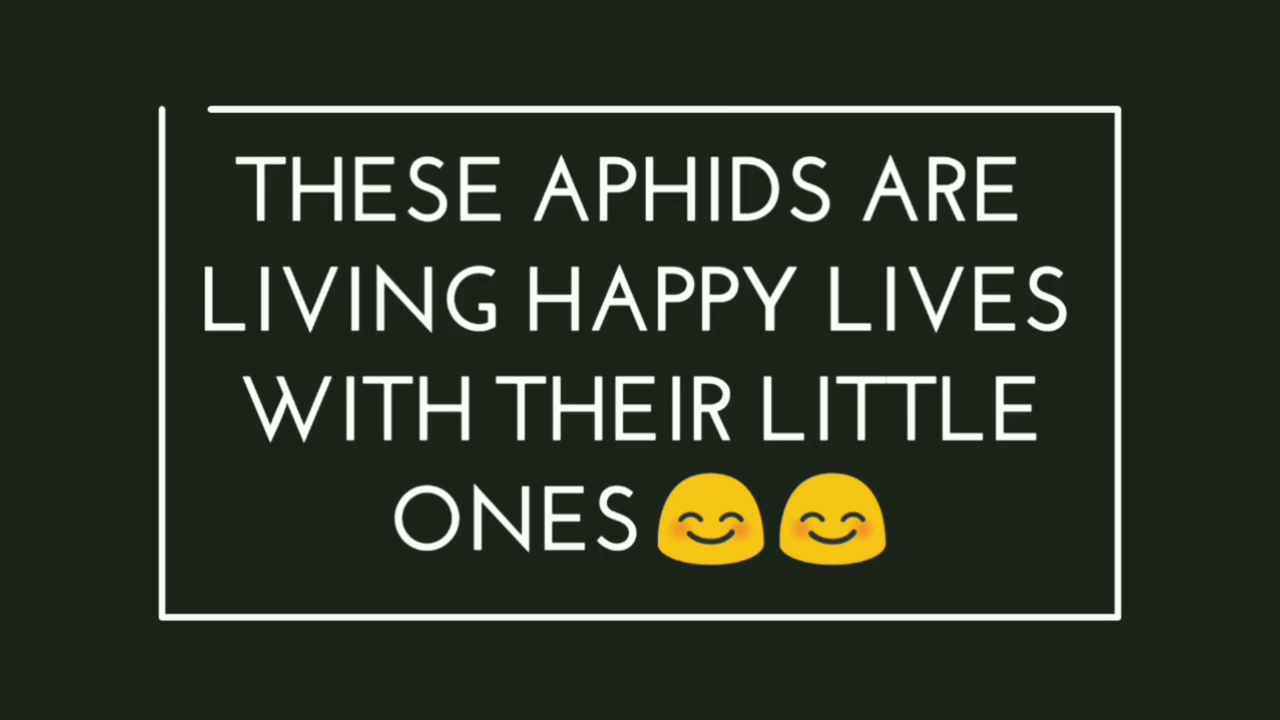 THESE APHIDS ARE
LIVING HAPPY LIVES
WITH THEIR LITTLE
ONES 😊😊